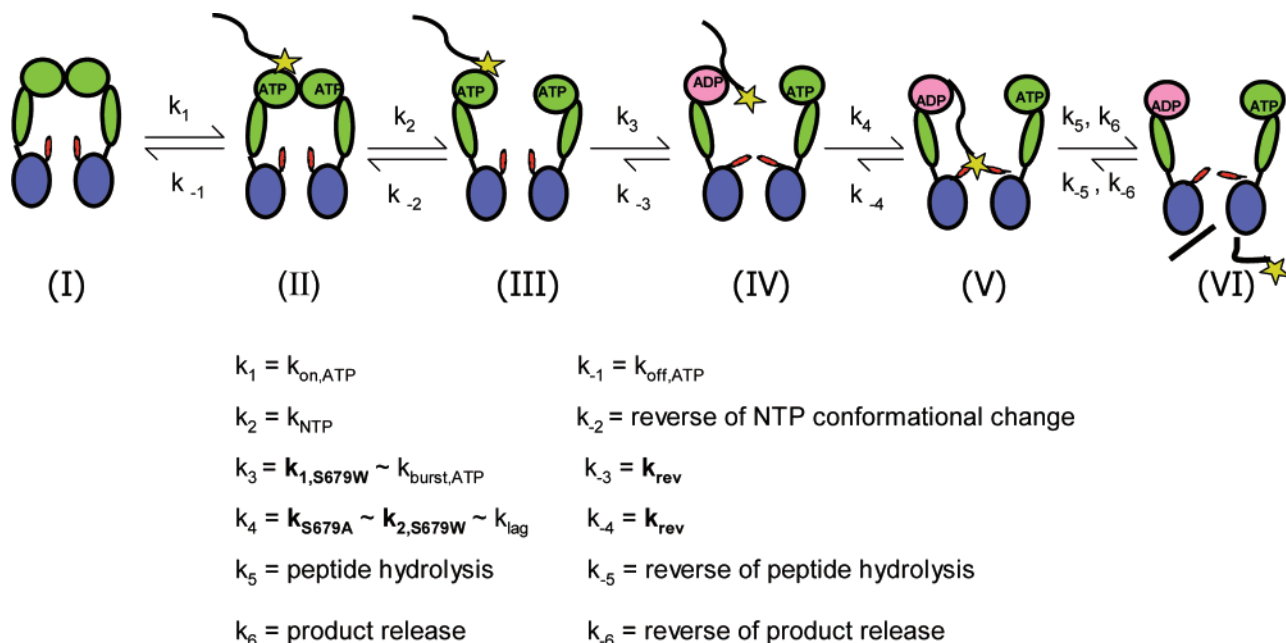 ATP ATP
ATP ATP
ADP ATP
ADP ATP
ADP ATP
k1
k-1
k2
k-2
k3
k-3
k4
k-4
k5, k6
k-5 , k-6
(I) (II) (III) (IV) (V) (VI)
k1 = kon,ATP k-1 = koff,ATP
k2 = kNTP k-2 = reverse of NTP conformational change
k3 = k1,S679W ~ kburst,ATP k-3 = krev
k4 = kS679A ~ k2,S679W ~ klag k-4 = krev
k5 = peptide hydrolysis k-5 = reverse of peptide hydrolysis
k6 = product release k-6 = reverse of product release